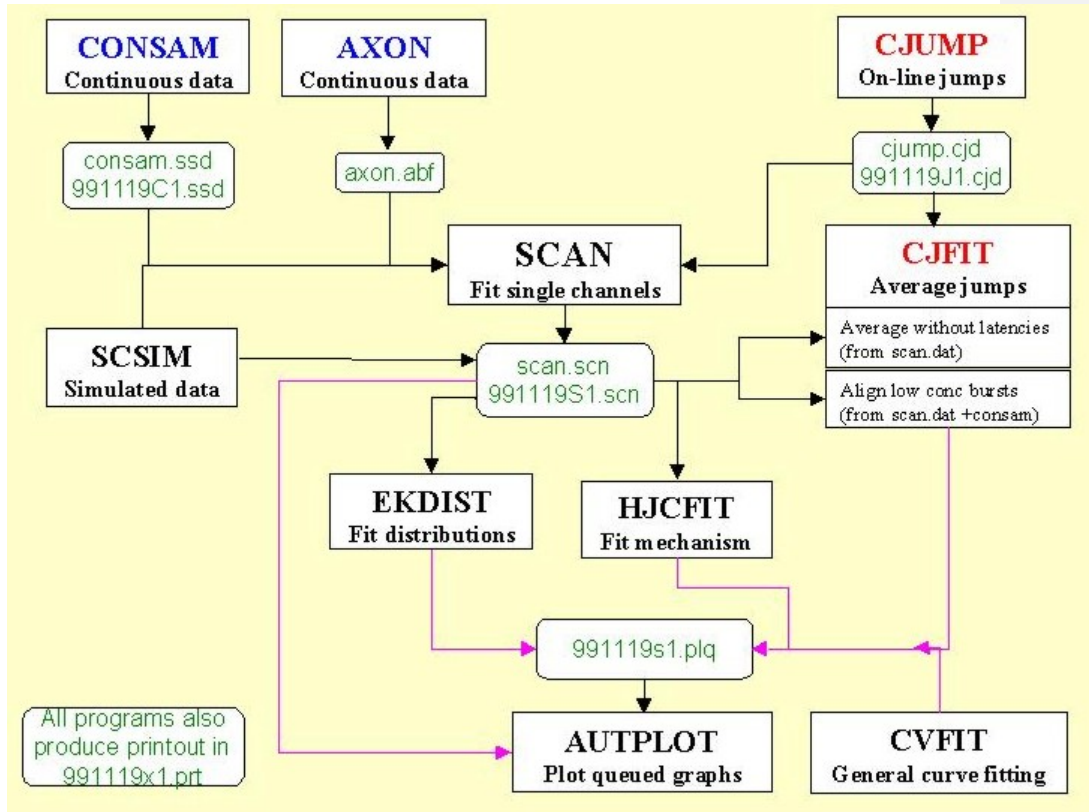 CONSAM
Continuous data
AXON
Continuous data
CJUMP
On-line jumps
consam.ssd
991119C1.ssd
axon.abf
cjump.cjd
991119J1.cjd
SCAN
Fit single channels
CJFIT
Average jumps
Average without latencies
(from scan.dat)
Align low conc bursts
(from scan.dat +consam)
SCSIM
Simulated data
scan.scn
991119S1.scn
EKDIST
Fit distributions
HJCFIT
Fit mechanism
991119s1.plq
All programs also
produce printout in
991119x1.prt
AUTPLOT
Plot queued graphs
CVFIT
General curve fitting